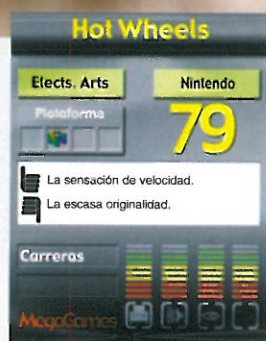 Hot Wheels
Elects. Arts Nintendo
Plataforma
79
La sensación de velocidad.
La escasa originalidad.
Carreras
MegaGames